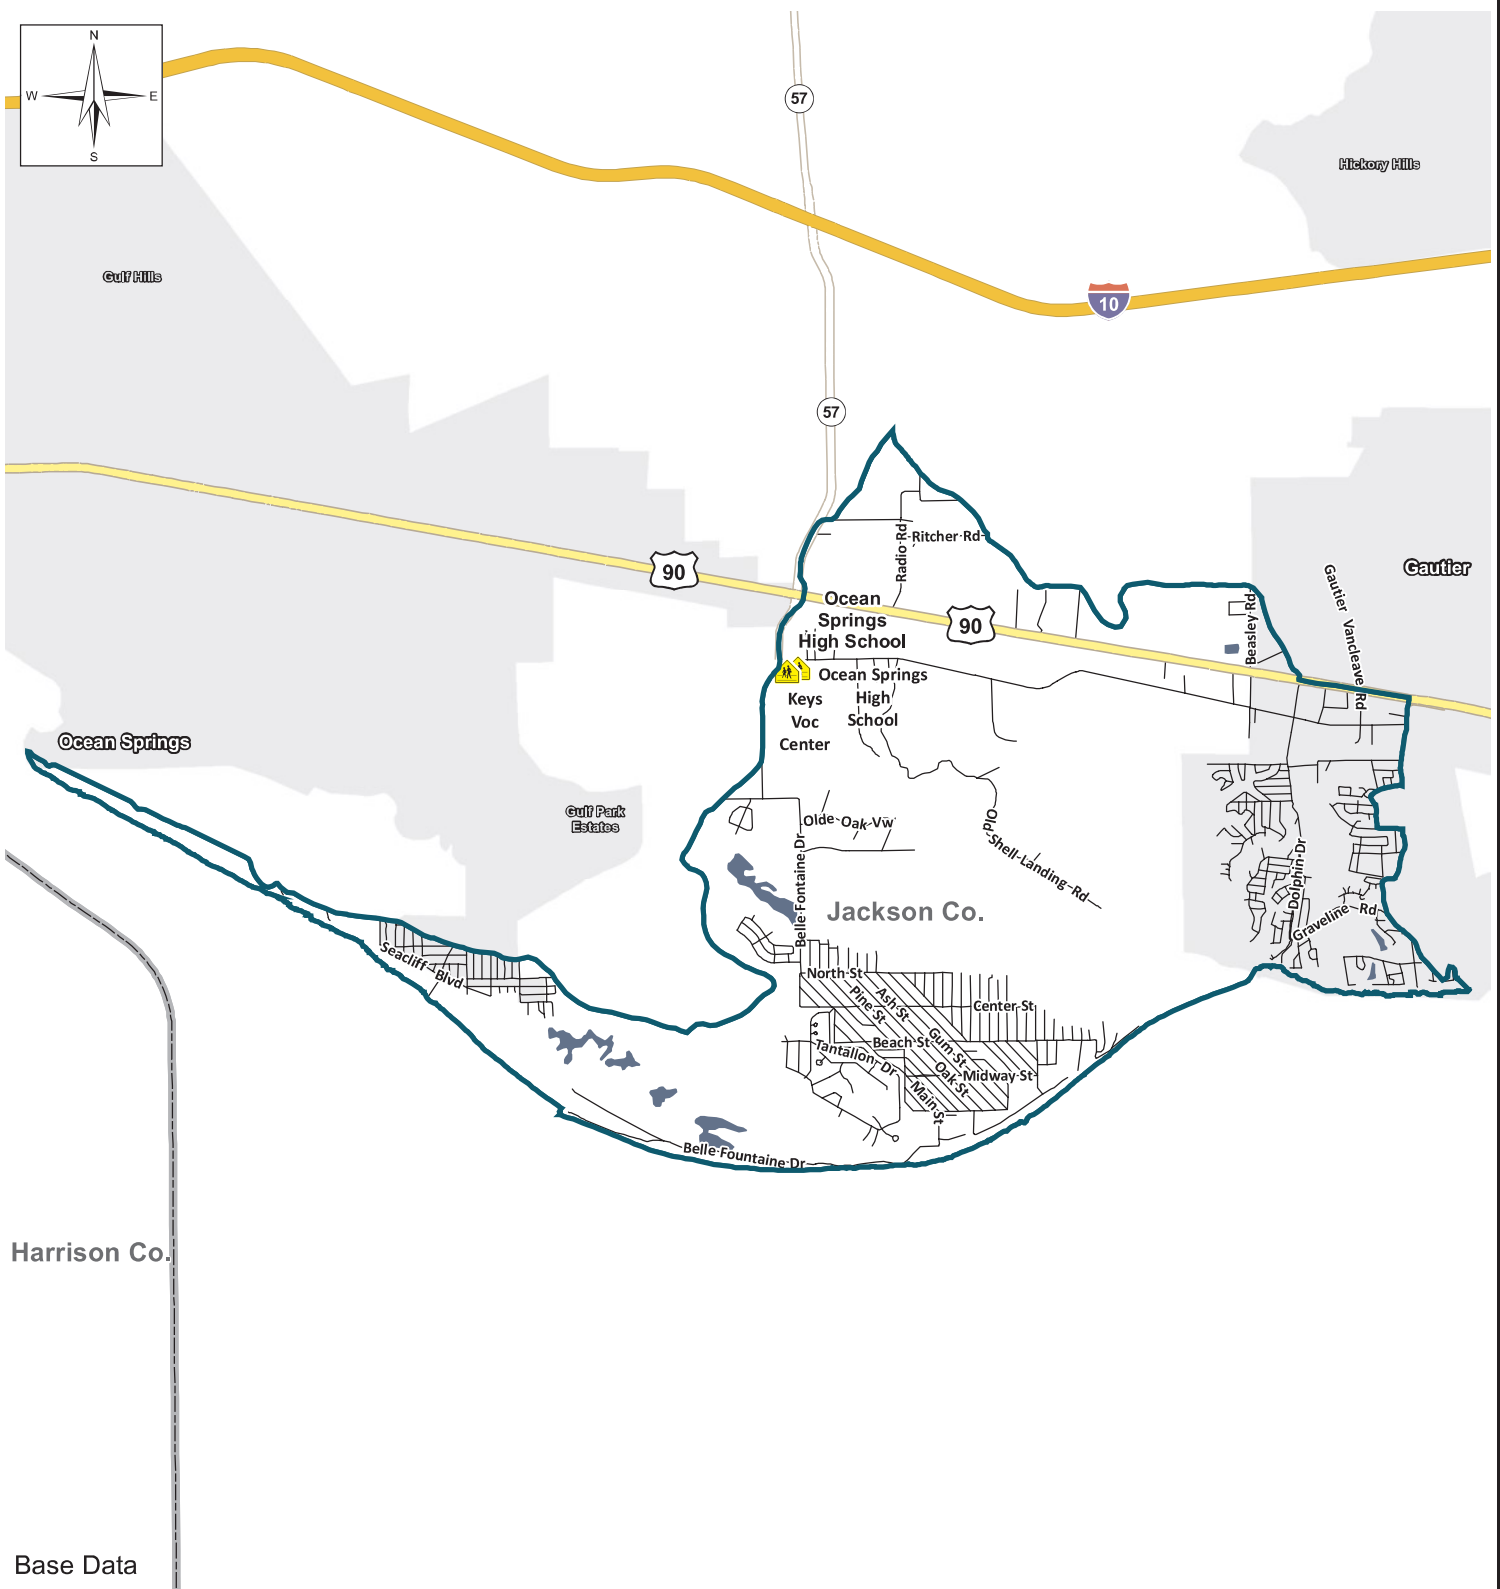 N
W
E
S
57
Hickory Hills
Gulf Hills
10
57
Ritcher Rd
Radio Rd
90
Gautier
Gautier Vancleave Rd
Ocean
Springs
High School
90
Beasley Rd
Ocean Springs
High
School
Keys
Voc
Center
Ocean Springs
Gulf Park
Estates
Olde Oak Vw
Old Shell Landing Rd
Belle Fontaine Dr
Dolphin Dr
Jackson Co.
Graveline Rd
Seacliff Blvd
North St
Ash St
Pine St
Center St
Gum St
Beach St
Tantallon Dr
Midway St
Oak St
Main St
Belle Fountaine Dr
Harrison Co.
Base Data